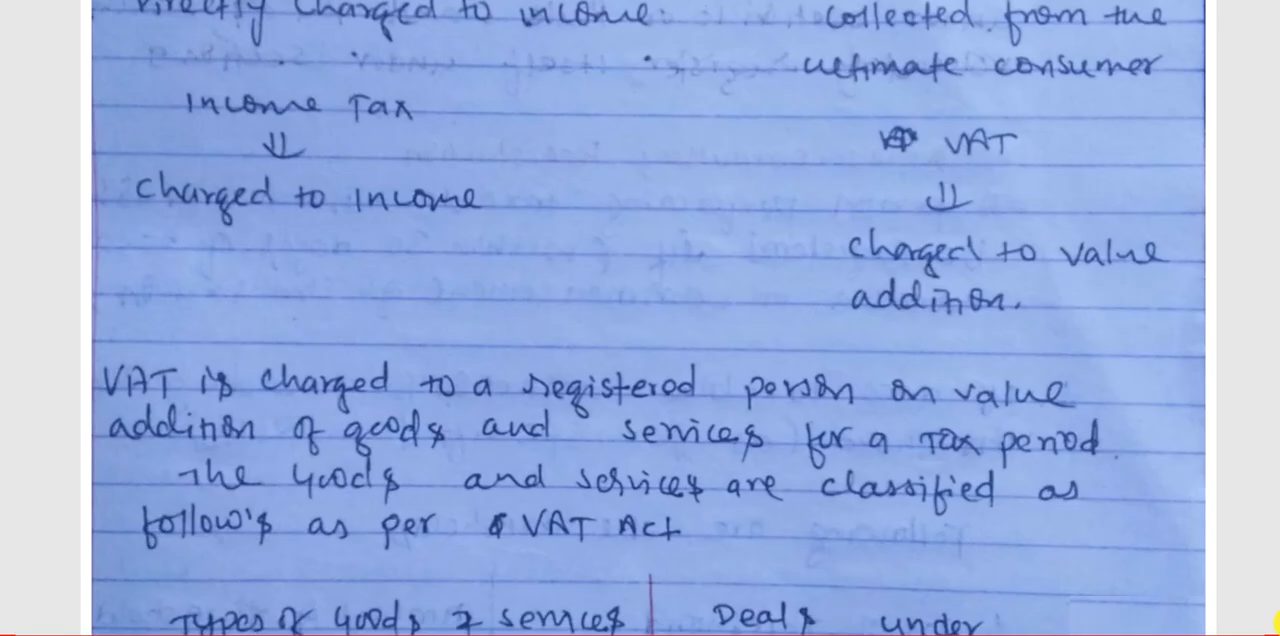 Directly charged to income. collected from the
ultimate consumer
Income Tax
⇓ VAT
charged to Income ⇓
charged to value
addition.
VAT is charged to a registered person on value
addition of goods and services for a Tax period.
The Goods and services are classified as
follow's as per VAT Act
Types of Goods & services Deals under